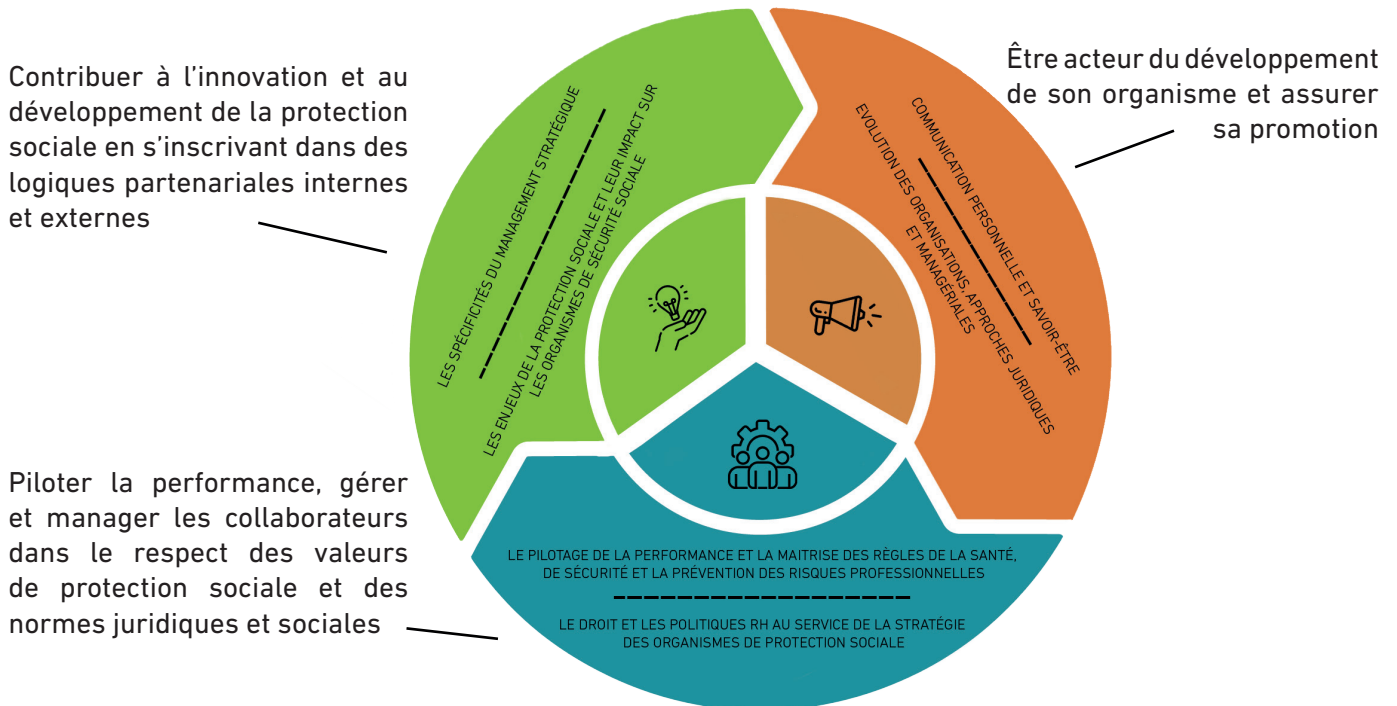 Contribuer à l’innovation et au
développement de la protection
sociale en s’inscrivant dans des
logiques partenariales internes
et externes
LES SPÉCIFICITÉS DU MANAGEMENT STRATÉGIQUE
LES ENJEUX DE LA PROTECTION SOCIALE ET LEUR IMPACT SUR
LES ORGANISMES DE SÉCURITÉ SOCIALE
Être acteur du développement
de son organisme et assurer
sa promotion
COMMUNICATION PERSONNELLE ET SAVOIR-ÊTRE
EVOLUTION DES ORGANISATIONS, APPROCHES JURIDIQUES
ET MANAGÉRIALES
Piloter la performance, gérer
et manager les collaborateurs
dans le respect des valeurs
de protection sociale et des
normes juridiques et sociales
LE PILOTAGE DE LA PERFORMANCE ET LA MAITRISE DES RÈGLES DE LA SANTÉ,
DE SÉCURITÉ ET LA PRÉVENTION DES RISQUES PROFESSIONNELLES
LE DROIT ET LES POLITIQUES RH AU SERVICE DE LA STRATÉGIE
DES ORGANISMES DE PROTECTION SOCIALE